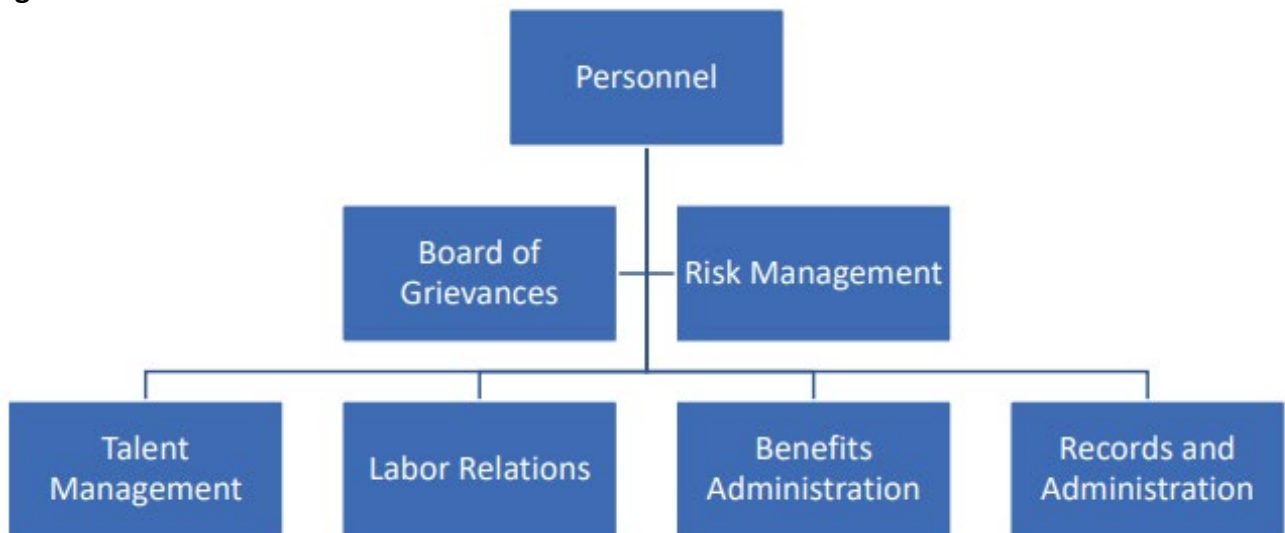 Personnel
Board of
Grievances
Risk Management
Talent
Management
Labor Relations
Benefits
Administration
Records and
Administration